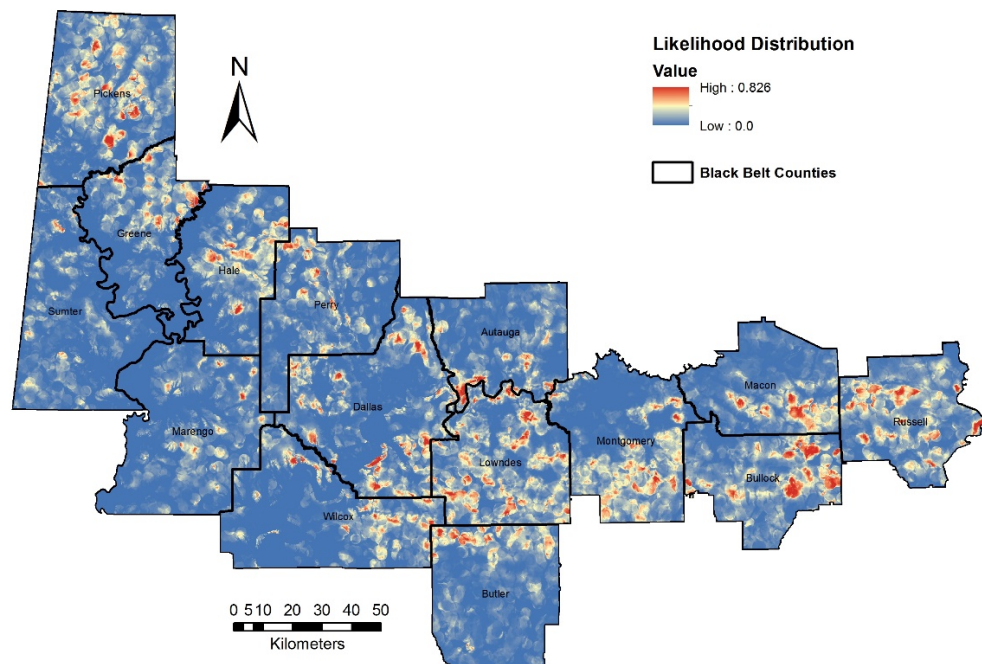 Likelihood Distribution
Value
High : 0.826
Low : 0.0
Black Belt Counties
N
Pickens
Greene
Hale
Sumter
Perry
Autauga
Macon
Dallas
Russell
Marengo
Montgomery
Lowndes
Bullock
Wilcox
Butler
0 5 10 20 30 40 50
Kilometers